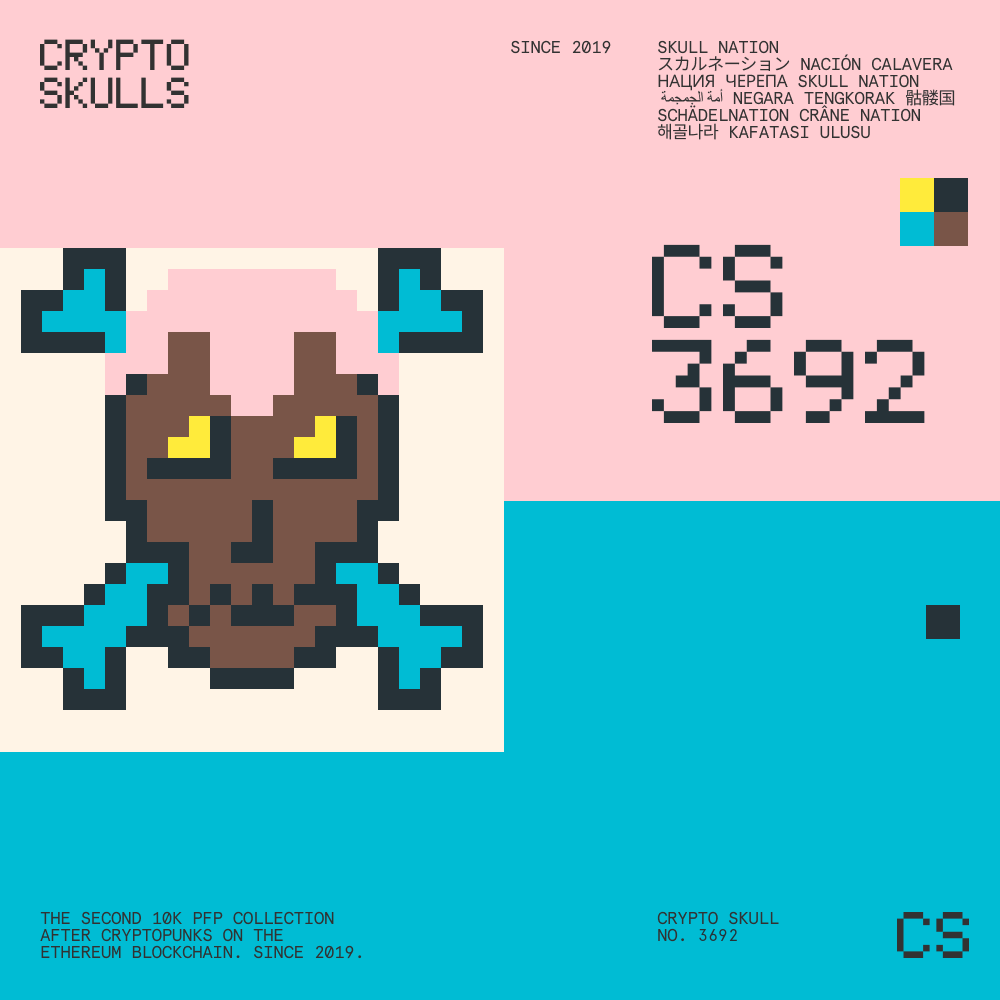 CRYPTO
SKULLS
SINCE 2019
SKULL NATION
スカルネーション NACIÓN CALAVERA
НАЦИЯ ЧЕРЕПА SKULL NATION
أمة الجمجمة NEGARA TENGKORAK 骷髅国
SCHÄDELNATION CRÂNE NATION
해골나라 KAFATASI ULUSU
CS
3692
THE SECOND 10K PFP COLLECTION
AFTER CRYPTOPUNKS ON THE
ETHEREUM BLOCKCHAIN. SINCE 2019.
CRYPTO SKULL
NO. 3692
CS